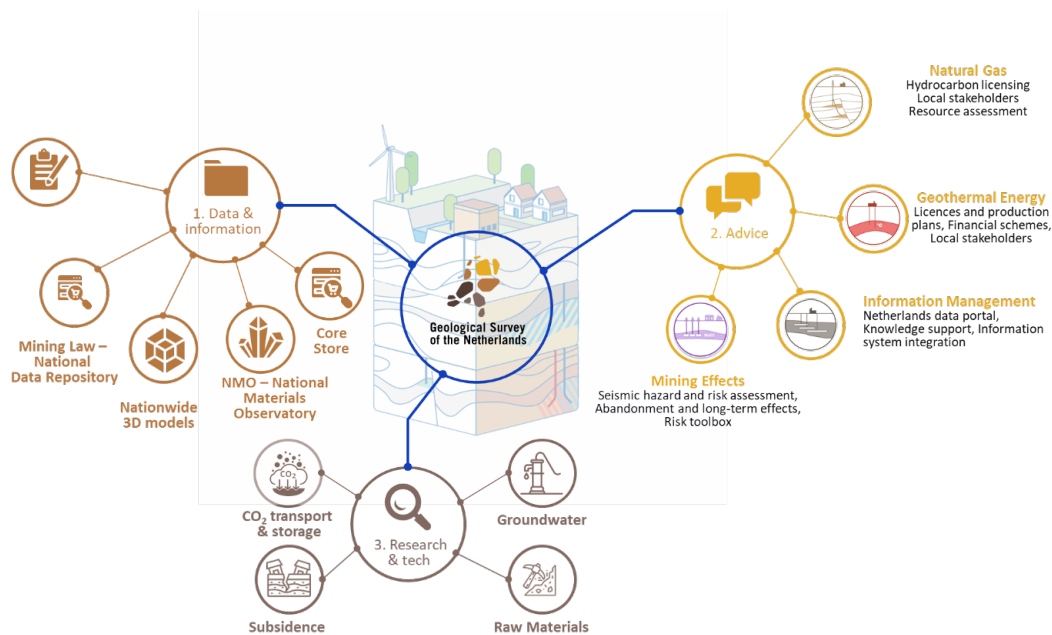 1. Data &
information
Mining Law –
National
Data Repository
Nationwide
3D models
NMO – National
Materials
Observatory
Core
Store
Geological Survey
of the Netherlands
2. Advice
Natural Gas
Hydrocarbon licensing
Local stakeholders
Resource assessment
Geothermal Energy
Licences and production
plans, Financial schemes,
Local stakeholders
Information Management
Netherlands data portal,
Knowledge support, Information
system integration
Mining Effects
Seismic hazard and risk assessment,
Abandonment and long-term effects,
Risk toolbox
3. Research
& tech
CO₂
CO₂ transport
& storage
Groundwater
Subsidence
Raw Materials